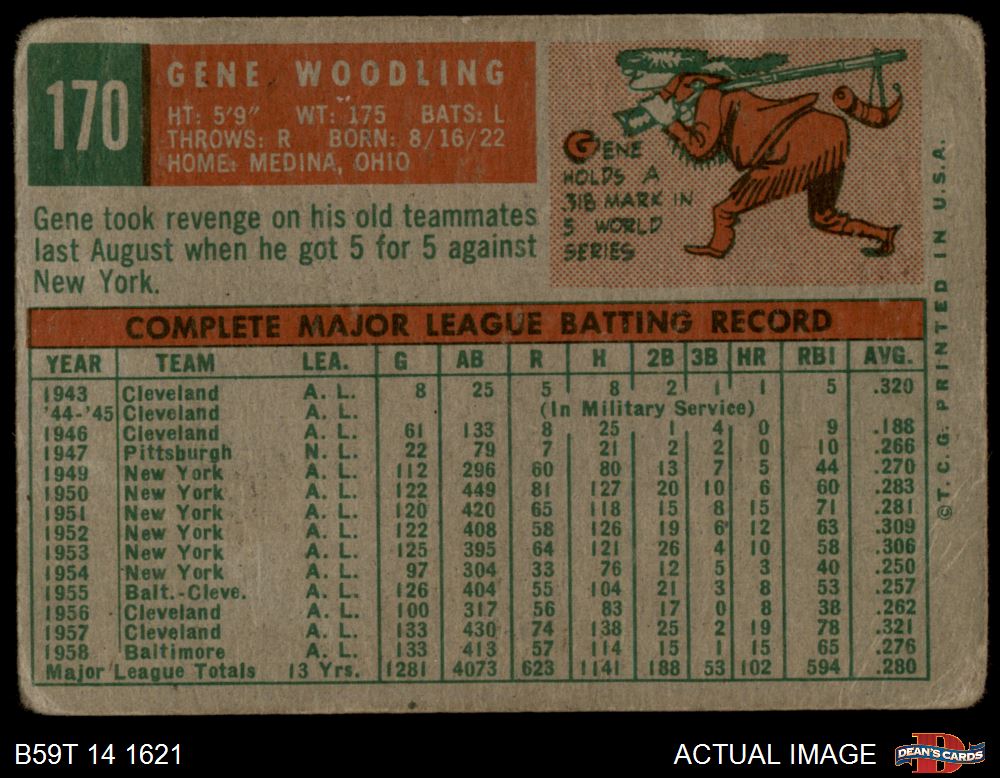 170
GENE WOODLING
HT: 5'9" WT: 175 BATS: L
THROWS: R BORN: 8/16/22
HOME: MEDINA, OHIO
Gene took revenge on his old teammates
last August when he got 5 for 5 against
New York.
GENE
HOLDS A
.318 MARK IN
5 WORLD
SERIES
COMPLETE MAJOR LEAGUE BATTING RECORD
YEAR TEAM LEA. G AB R H 2B 3B HR RBI AVG.
1943 Cleveland A. L. 8 25 5 8 2 1 1 5 .320
'44-'45 Cleveland A. L. (In Military Service)
1946 Cleveland A. L. 61 133 8 25 1 4 0 9 .188
1947 Pittsburgh N. L. 22 79 7 21 2 2 0 10 .266
1949 New York A. L. 112 296 60 80 13 7 5 44 .270
1950 New York A. L. 122 449 81 127 20 10 6 60 .283
1951 New York A. L. 120 420 65 118 15 8 15 71 .281
1952 New York A. L. 122 408 58 126 19 6 12 63 .309
1953 New York A. L. 125 395 64 121 26 4 10 58 .306
1954 New York A. L. 97 304 33 76 12 5 3 40 .250
1955 Balt.-Cleve. A. L. 126 404 55 104 21 3 8 53 .257
1956 Cleveland A. L. 100 317 56 83 17 0 8 38 .262
1957 Cleveland A. L. 133 430 74 138 25 2 19 78 .321
1958 Baltimore A. L. 133 413 57 114 15 1 15 65 .276
Major League Totals 13 Yrs. 1281 4073 623 1141 188 53 102 594 .280
©T. C. G. PRINTED IN U. S. A.
B59T 14 1621
ACTUAL IMAGE
DEAN'S CARDS